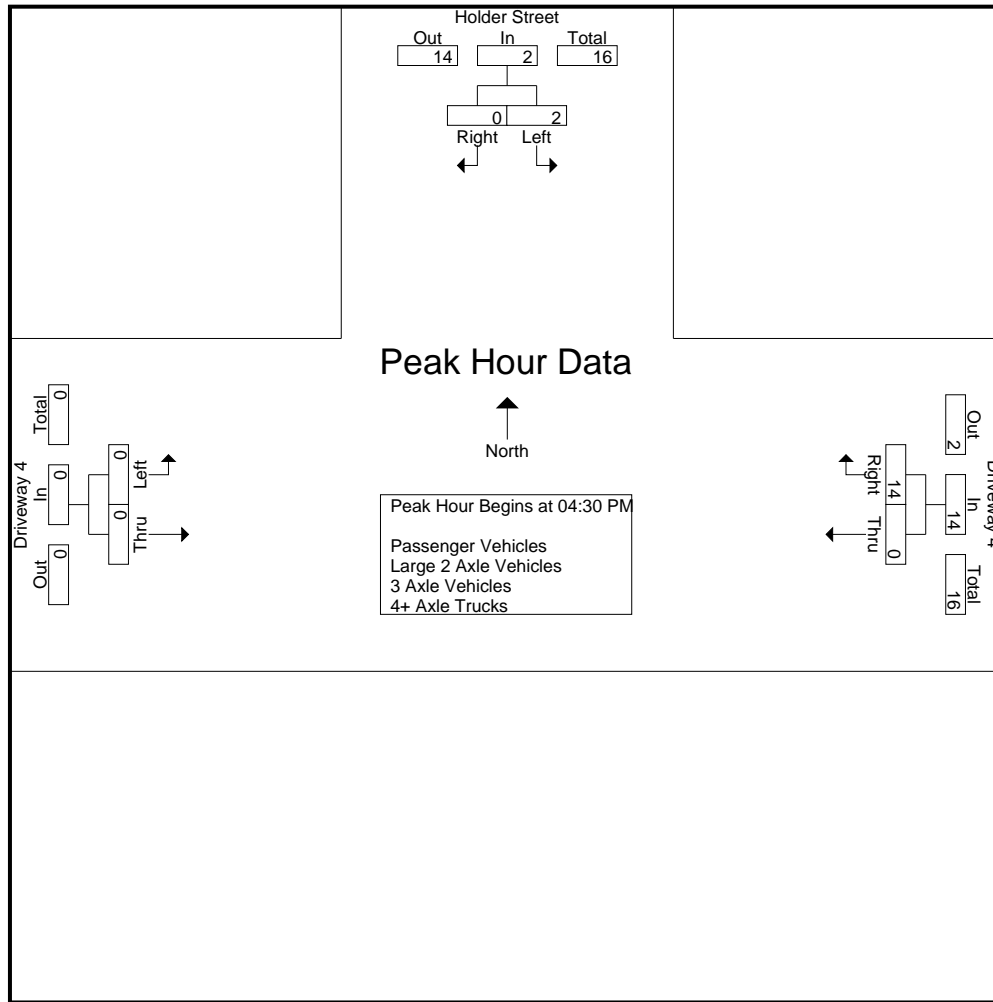 Holder Street
Out In Total
14 2 16
0 2
Right Left
Peak Hour Data
North
Peak Hour Begins at 04:30 PM
Passenger Vehicles
Large 2 Axle Vehicles
3 Axle Vehicles
4+ Axle Trucks
Driveway 4
Out In Total
0 0 0
Thru Left
0 0
Driveway 4
Out In Total
2 14 16
Right Thru
14 0